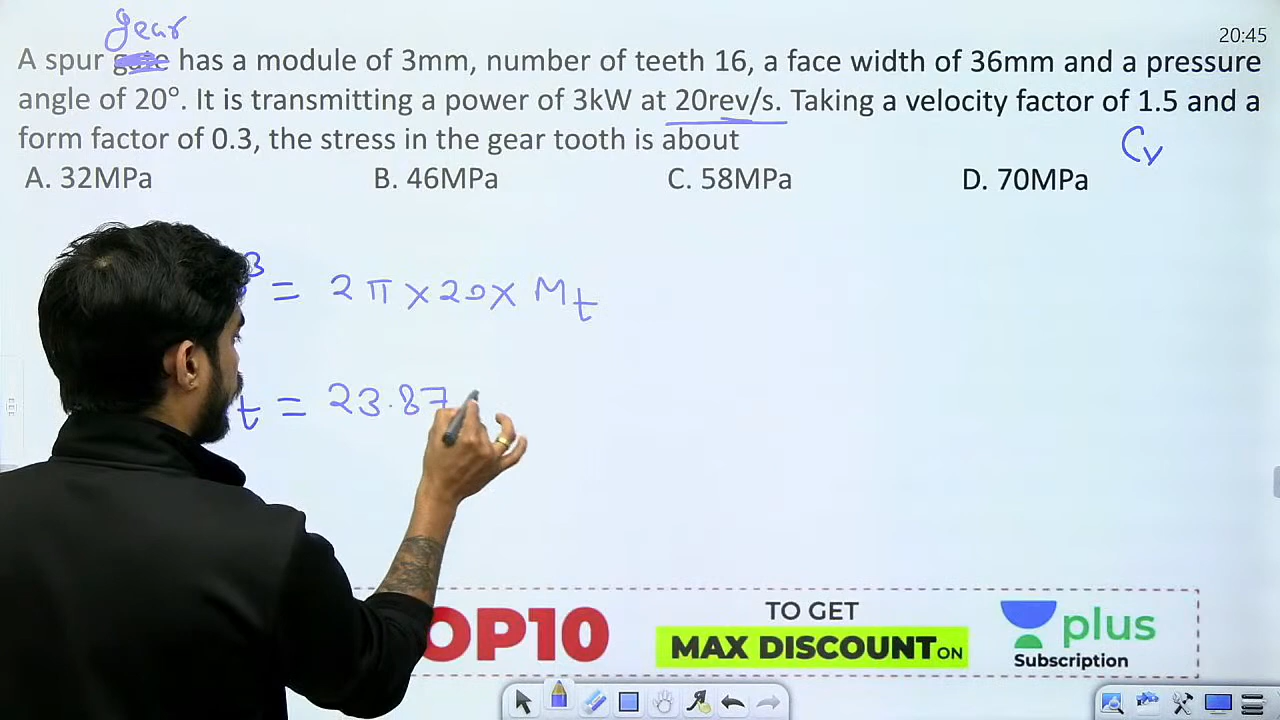 20:45
gear
A spur has a module of 3mm, number of teeth 16, a face width of 36mm and a pressure
angle of 20°. It is transmitting a power of 3kW at 20rev/s. Taking a velocity factor of 1.5 and a
form factor of 0.3, the stress in the gear tooth is about
Cv
A. 32MPa B. 46MPa C. 58MPa D. 70MPa
3 = 2π×20× Mt
t = 23.87
OP10
TO GET
MAX DISCOUNT ON
plus
Subscription